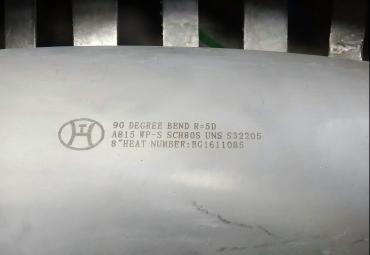 90 DEGREE BEND R=5D
A815 WP-S SCH80S UNS S32205
8"HEAT NUMBER:BG1611085